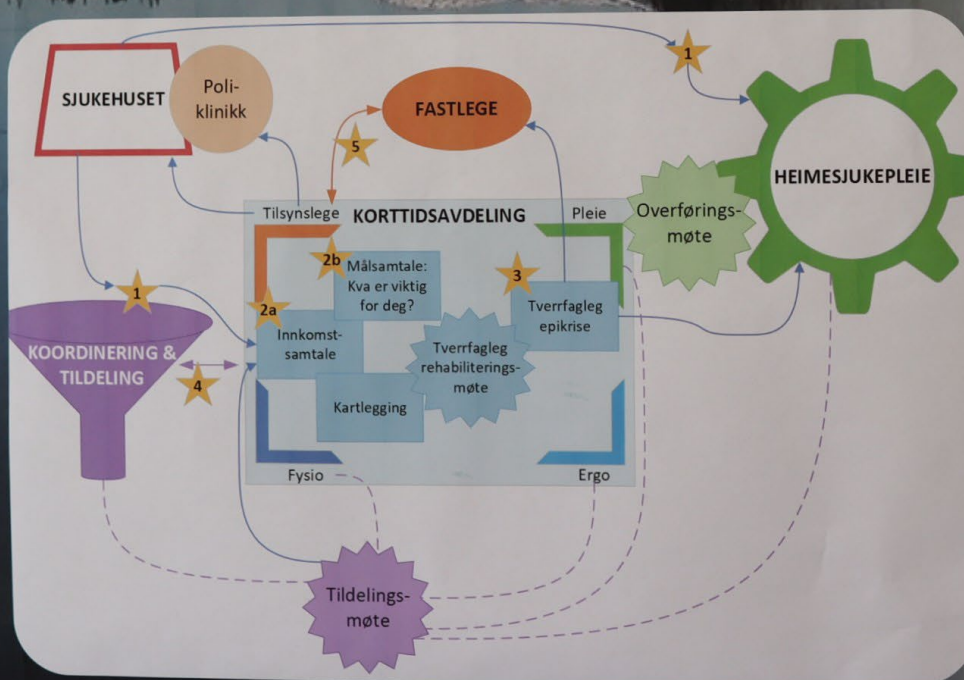 SJUKEHUSET
Poli-
klinikk
FASTLEGE
1
HEIMESJUKEPLEIE
5
Tilsynslege
KORTTIDSAVDELING
Pleie
Overførings-
møte
2b
Målsamtale:
Kva er viktig
for deg?
3
Tverrfagleg
epikrise
1
2a
Innkomst-
samtale
KOORDINERING &
TILDELING
4
Tverrfagleg
rehabiliterings-
møte
Kartlegging
Fysio
Ergo
Tildelings-
møte